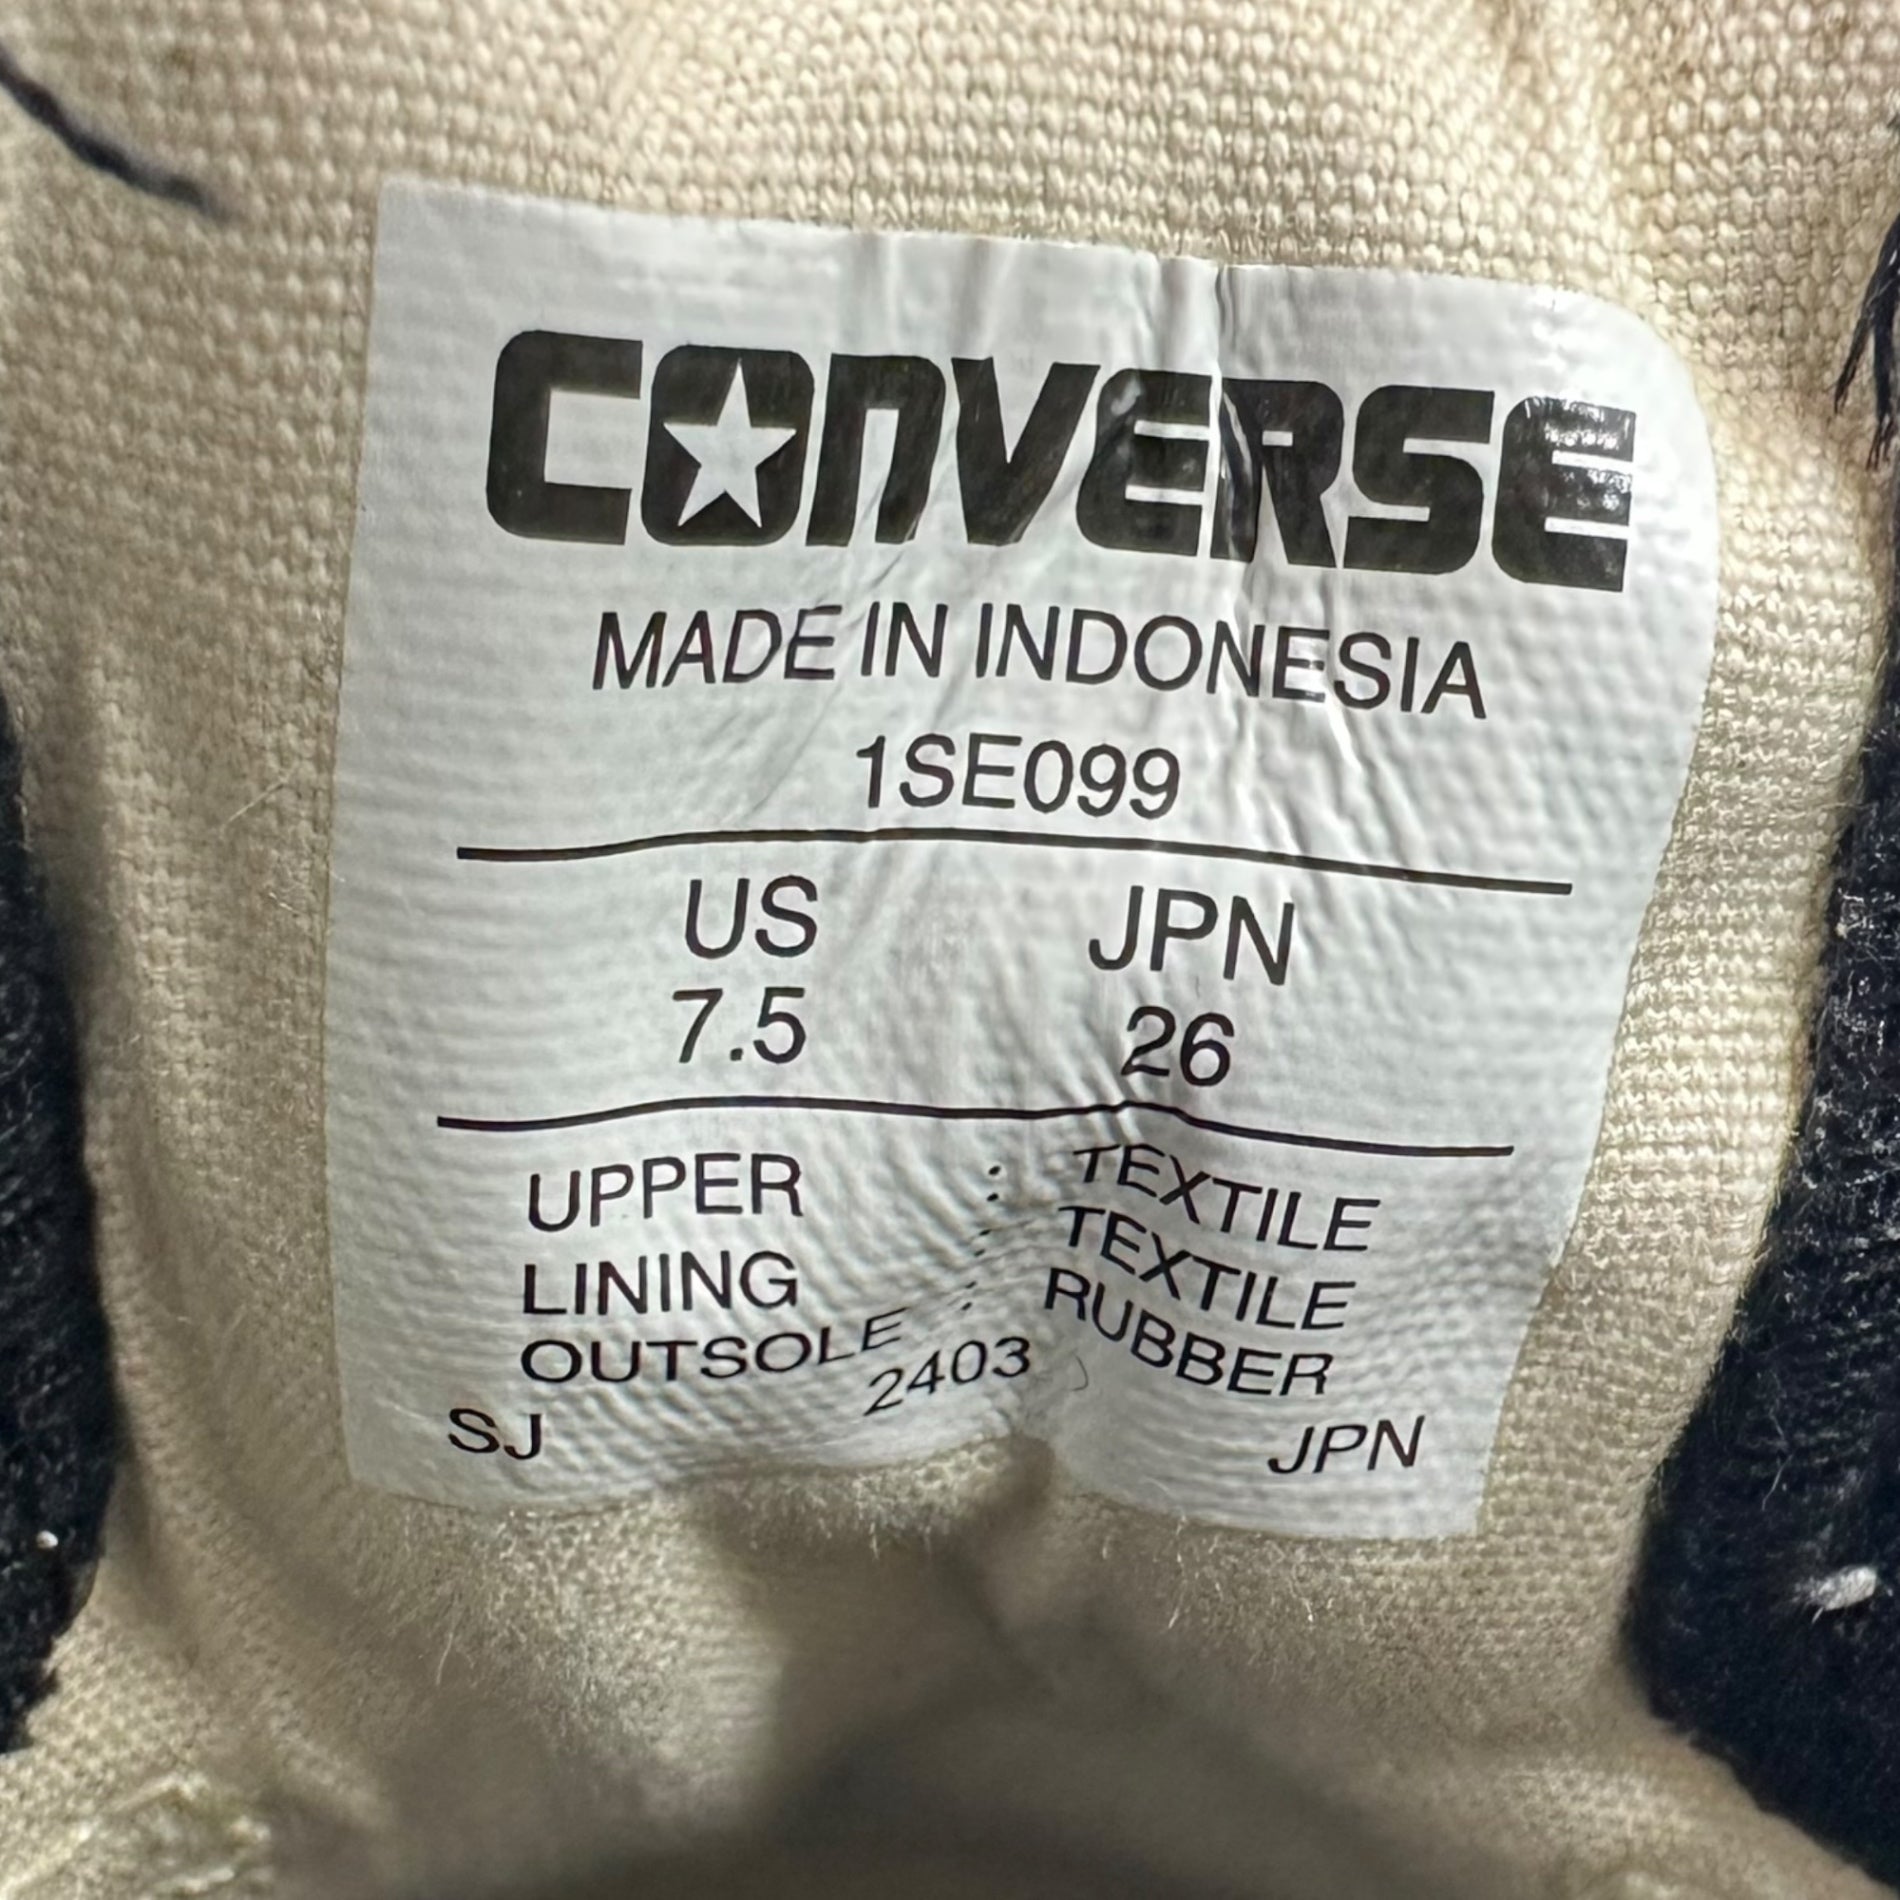 CONVERSE
MADE IN INDONESIA
1SE099
US JPN
7.5 26
UPPER : TEXTILE
LINING : TEXTILE
OUTSOLE : RUBBER
SJ 2403 JPN